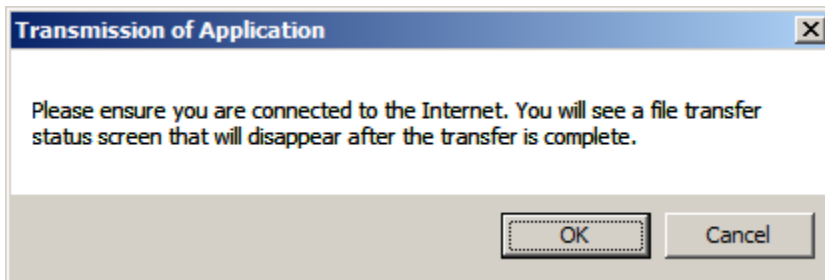 Transmission of Application
Please ensure you are connected to the Internet. You will see a file transfer
status screen that will disappear after the transfer is complete.
OK
Cancel